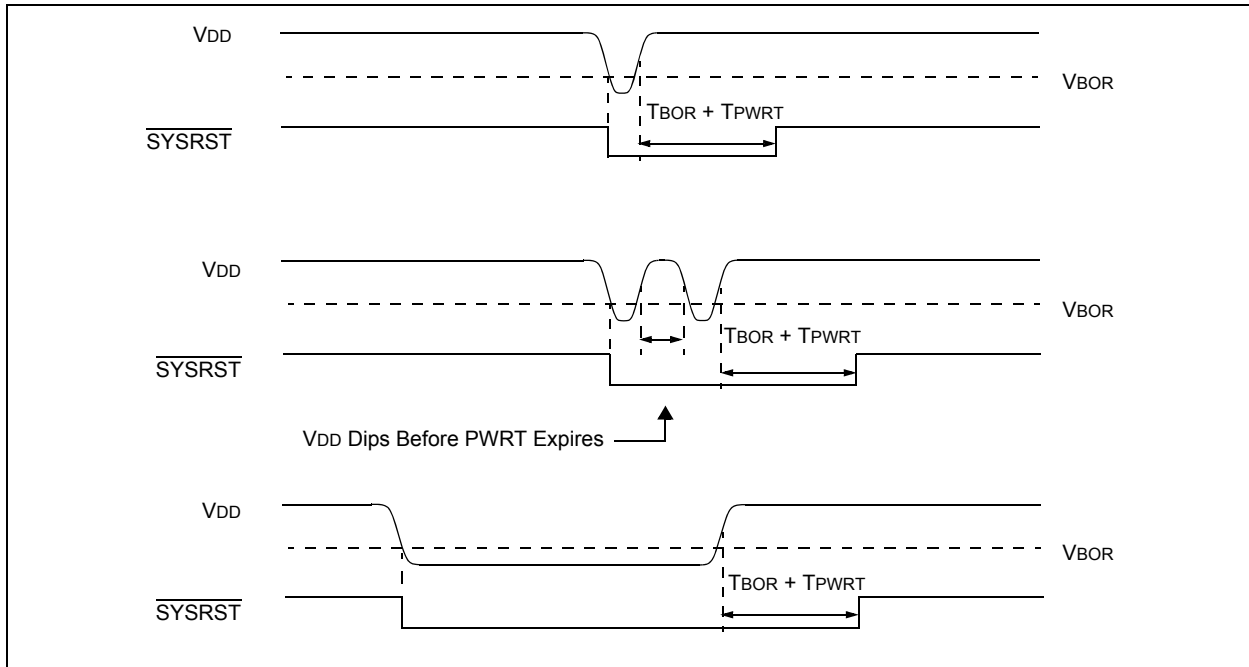 VDD
VBOR
TBOR + TPWRT
SYSRST
VDD
VBOR
TBOR + TPWRT
SYSRST
VDD Dips Before PWRT Expires
VDD
VBOR
TBOR + TPWRT
SYSRST